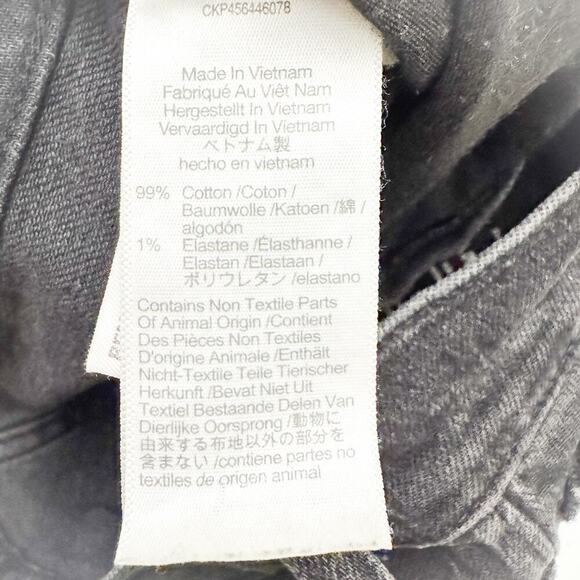 CKP456446078
Made In Vietnam
Fabriqué Au Viêt Nam
Hergestellt In Vietnam
Vervaardigd In Vietnam
ベトナム製
hecho en vietnam
99% Cotton /Coton /
Baumwolle /Katoen /綿 /
algodón
1% Elastane /Élasthanne /
Elastan /Elastaan /
ポリウレタン /elastano
Contains Non Textile Parts
Of Animal Origin /Contient
Des Pièces Non Textiles
D'origine Animale /Enthält
Nicht-Textile Teile Tierischer
Herkunft /Bevat Niet Uit
Textiel Bestaande Delen Van
Dierlijke Oorsprong /動物に
由来する布地以外の部分を
含まない /contiene partes no
textiles de origen animal